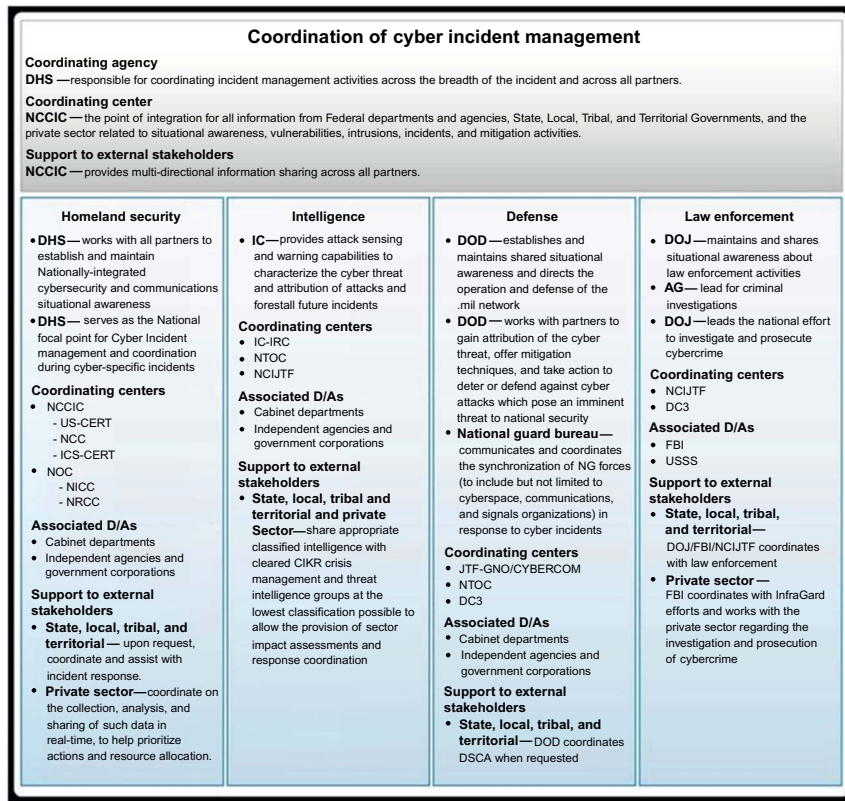 Coordination of cyber incident management
Coordinating agency
DHS —responsible for coordinating incident management activities across the breadth of the incident and across all partners.
Coordinating center
NCCIC — the point of integration for all information from Federal departments and agencies, State, Local, Tribal, and Territorial Governments, and the
private sector related to situational awareness, vulnerabilities, intrusions, incidents, and mitigation activities.
Support to external stakeholders
NCCIC — provides multi-directional information sharing across all partners.
Homeland security
• DHS— works with all partners to
establish and maintain
Nationally-integrated
cybersecurity and communications
situational awareness
• DHS— serves as the National
focal point for Cyber Incident
management and coordination
during cyber-specific incidents
Coordinating centers
• NCCIC
- US-CERT
- NCC
- ICS-CERT
• NOC
- NICC
- NRCC
Associated D/As
• Cabinet departments
• Independent agencies and
government corporations
Support to external
stakeholders
• State, local, tribal, and
territorial— upon request,
coordinate and assist with
incident response.
• Private sector—coordinate on
the collection, analysis, and
sharing of such data in
real-time, to help prioritize
actions and resource allocation.
Intelligence
• IC—provides attack sensing
and warning capabilities to
characterize the cyber threat
and attribution of attacks and
forestall future incidents
Coordinating centers
• IC-IRC
• NTOC
• NCIJTF
Associated D/As
• Cabinet departments
• Independent agencies and
government corporations
Support to external
stakeholders
• State, local, tribal and
territorial and private
Sector—share appropriate
classified intelligence with
cleared CIKR crisis
management and threat
intelligence groups at the
lowest classification possible to
allow the provision of sector
impact assessments and
response coordination
Defense
• DOD—establishes and
maintains shared situational
awareness and directs the
operation and defense of the
.mil network
• DOD— works with partners to
gain attribution of the cyber
threat, offer mitigation
techniques, and take action to
deter or defend against cyber
attacks which pose an imminent
threat to national security
• National guard bureau—
communicates and coordinates
the synchronization of NG forces
(to include but not limited to
cyberspace, communications,
and signals organizations) in
response to cyber incidents
Coordinating centers
• JTF-GNO/CYBERCOM
• NTOC
• DC3
Associated D/As
• Cabinet departments
• Independent agencies and
government corporations
Support to external
stakeholders
• State, local, tribal, and
territorial—DOD coordinates
DSCA when requested
Law enforcement
• DOJ—maintains and shares
situational awareness about
law enforcement activities
• AG— lead for criminal
investigations
• DOJ—leads the national effort
to investigate and prosecute
cybercrime
Coordinating centers
• NCIJTF
• DC3
Associated D/As
• FBI
• USSS
Support to external
stakeholders
• State, local, tribal,
and territorial—
DOJ/FBI/NCIJTF coordinates
with law enforcement
• Private sector —
FBI coordinates with InfraGard
efforts and works with the
private sector regarding the
investigation and prosecution
of cybercrime